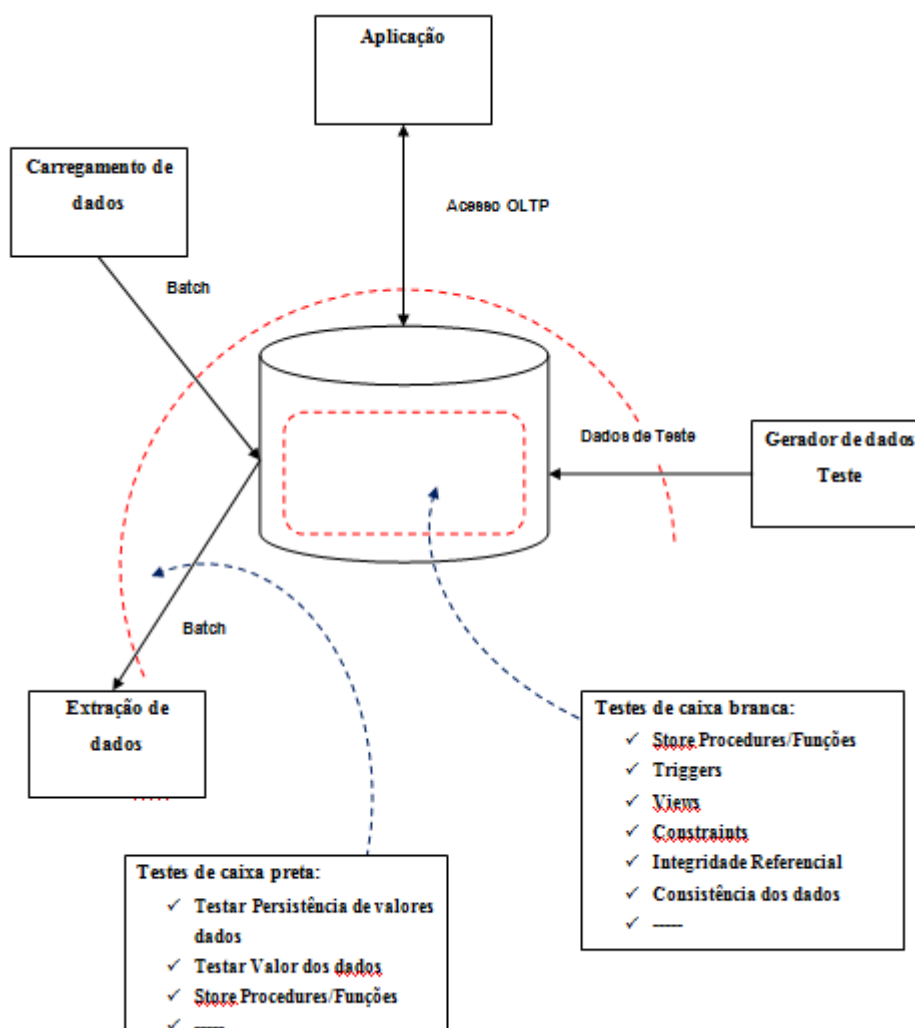 Aplicação
Carregamento de
dados
Acesso OLTP
Batch
Dados de Teste
Gerador de dados
Teste
Batch
Extração de
dados
Testes de caixa branca:
✓ Store Procedures/Funções
✓ Triggers
✓ Views
✓ Constraints
✓ Integridade Referencial
✓ Consistência dos dados
✓ -----
Testes de caixa preta:
✓ Testar Persistência de valores
dados
✓ Testar Valor dos dados
✓ Store Procedures/Funções
✓ -----